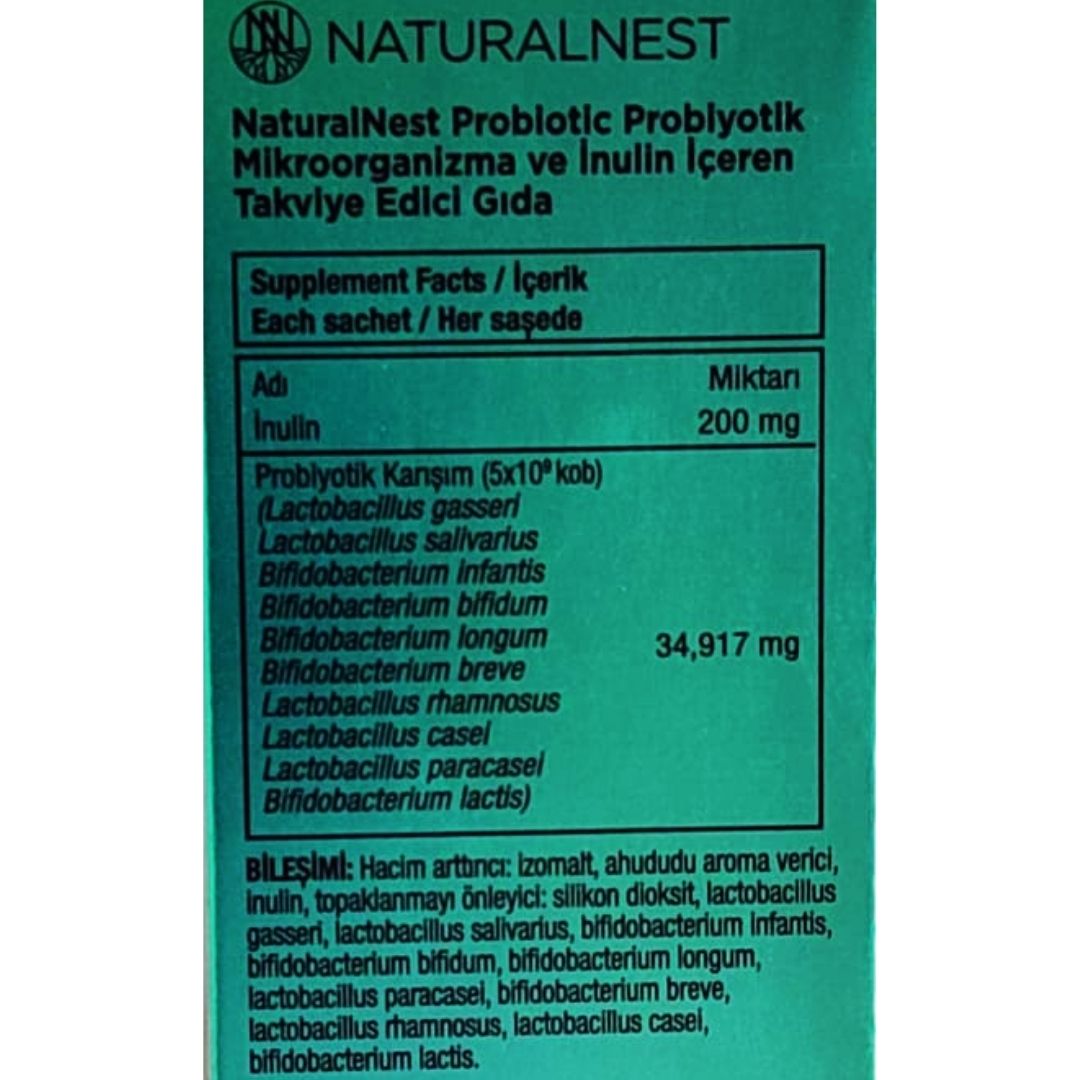 NATURALNEST
NaturalNest Probiotic Probiyotik
Mikroorganizma ve İnulin İçeren
Takviye Edici Gıda
Supplement Facts / İçerik
Each sachet / Her saşede
Adı Miktarı
İnulin 200 mg
Probiyotik Karışım (5x10⁹ kob)
(Lactobacillus gasseri
Lactobacillus salivarius
Bifidobacterium infantis
Bifidobacterium bifidum
Bifidobacterium longum
34,917 mg
Bifidobacterium breve
Lactobacillus rhamnosus
Lactobacillus casei
Lactobacillus paracasei
Bifidobacterium lactis)
BİLEŞİMİ: Hacim arttırıcı: izomalt, ahududu aroma verici,
inulin, topaklanmayı önleyici: silikon dioksit, lactobacillus
gasseri, lactobacillus salivarius, bifidobacterium infantis,
bifidobacterium bifidum, bifidobacterium longum,
lactobacillus paracasei, bifidobacterium breve,
lactobacillus rhamnosus, lactobacillus casei,
bifidobacterium lactis.